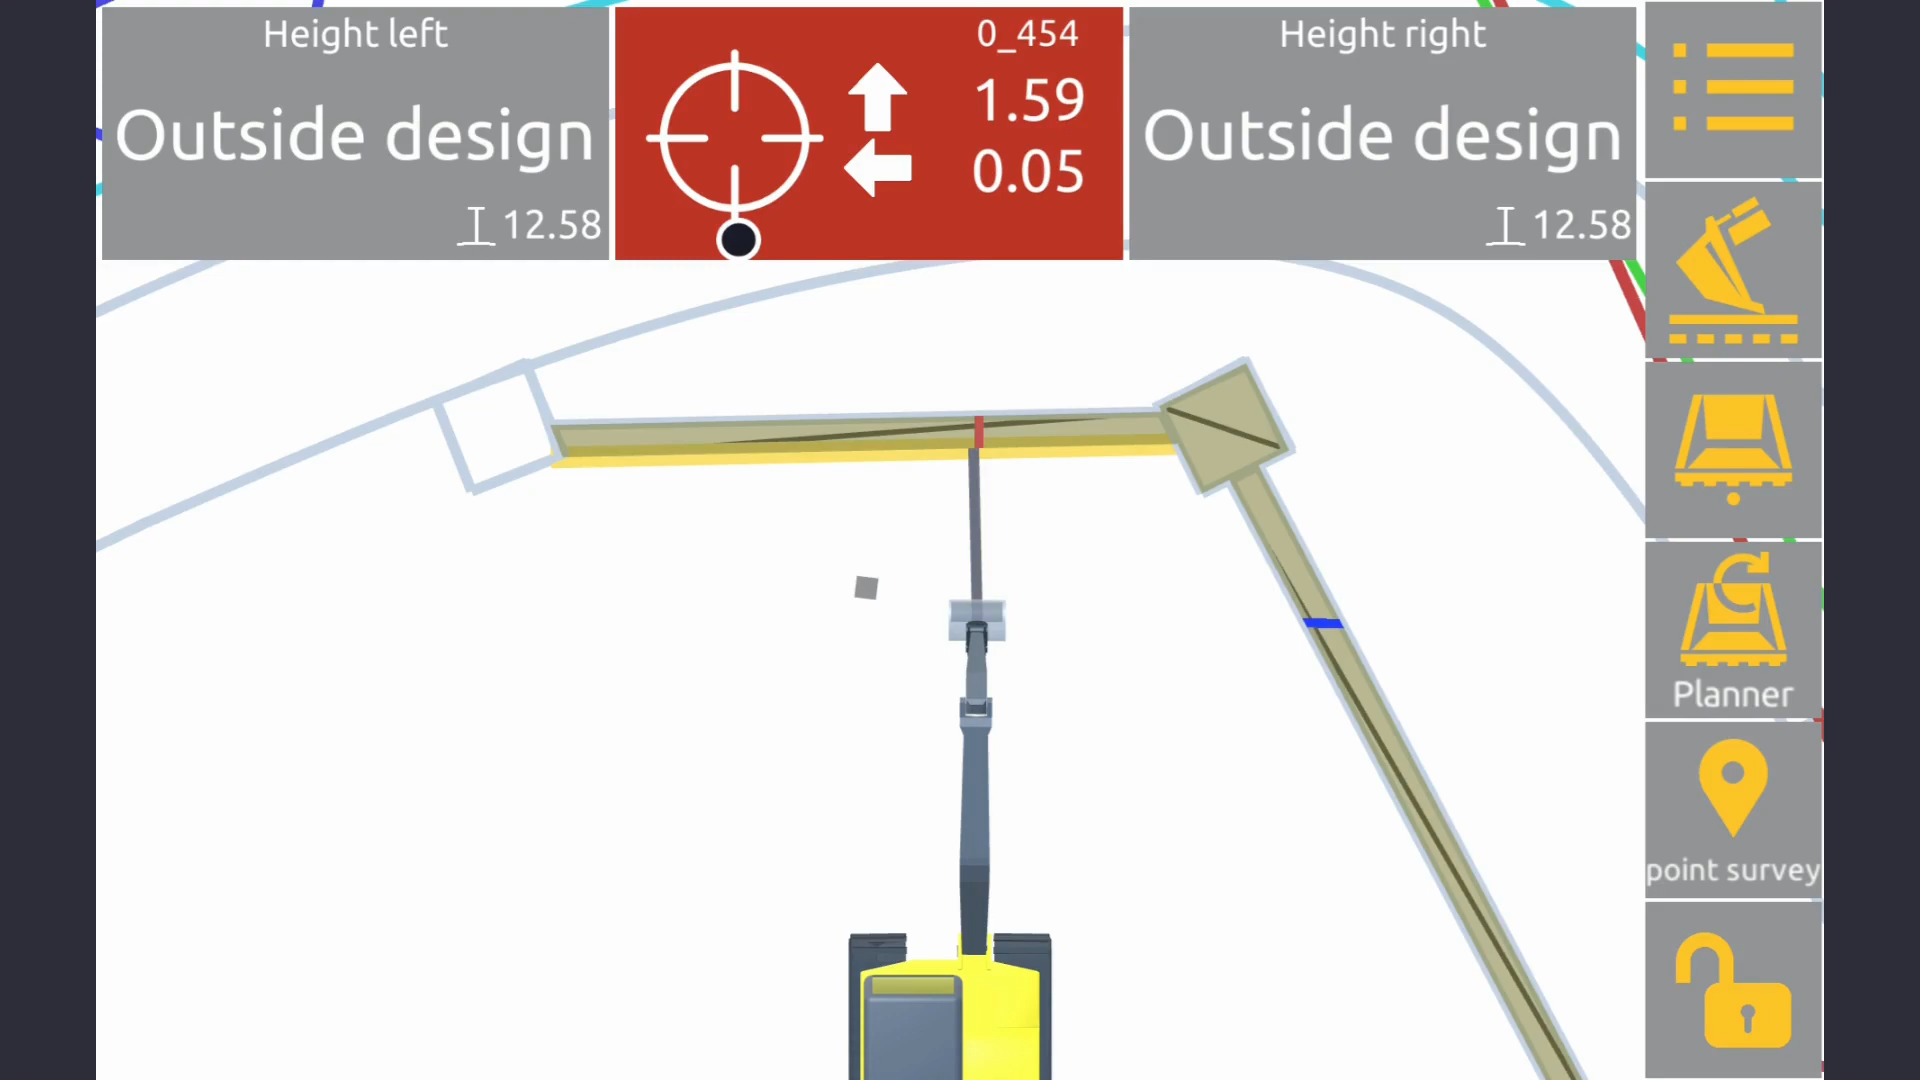 Height left
Outside design
12.58
0_454
1.59
0.05
Height right
Outside design
12.58
Planner
point survey